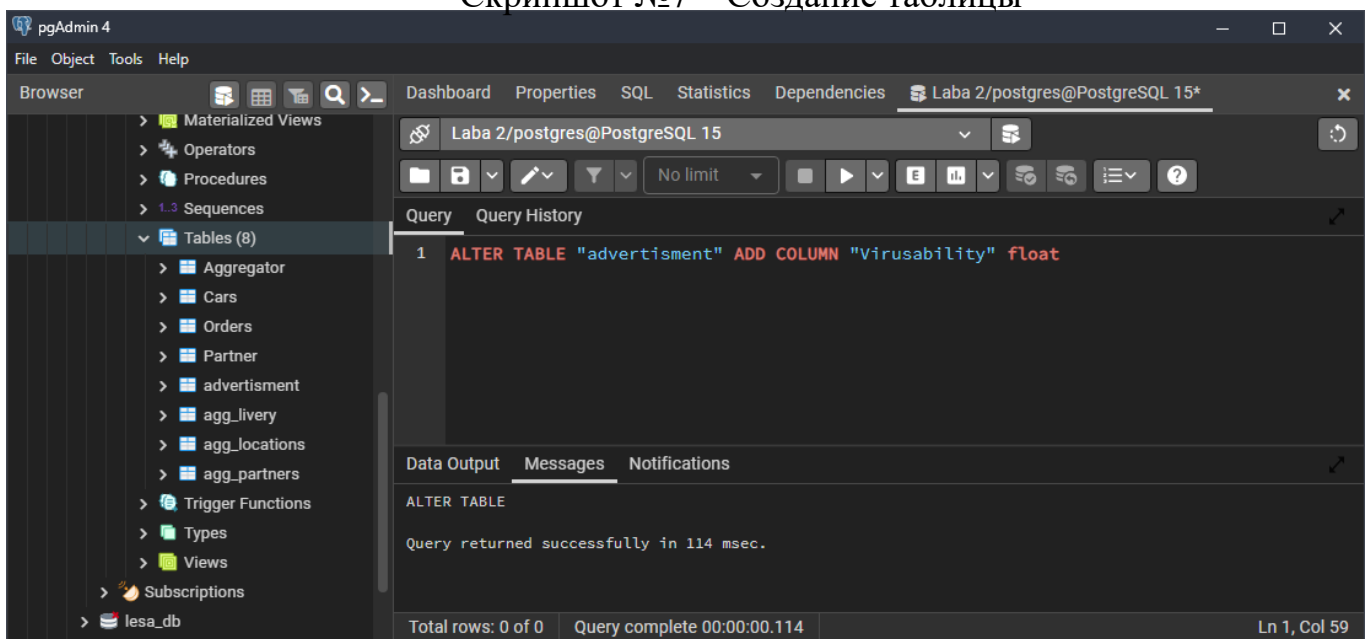 Скриншот №7 – Создание таблицы
pgAdmin 4
File Object Tools Help
Browser
Dashboard Properties SQL Statistics Dependencies Laba 2/postgres@PostgreSQL 15*
Materialized Views
Operators
Procedures
1..3 Sequences
Tables (8)
Aggregator
Cars
Orders
Partner
advertisment
agg_livery
agg_locations
agg_partners
Trigger Functions
Types
Views
Subscriptions
lesa_db
Laba 2/postgres@PostgreSQL 15
No limit
E
Query Query History
1 ALTER TABLE "advertisment" ADD COLUMN "Virusability" float
Data Output Messages Notifications
ALTER TABLE
Query returned successfully in 114 msec.
Total rows: 0 of 0 Query complete 00:00:00.114 Ln 1, Col 59